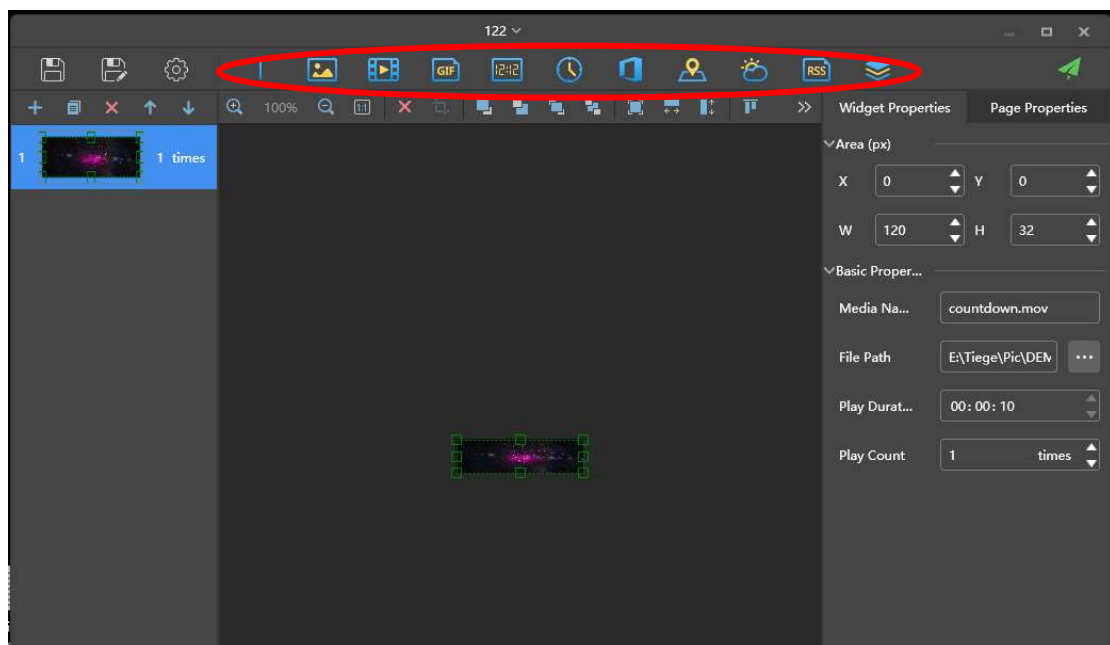 122
GIF 12:12 RSS
100% 1:1
Widget Properties Page Properties
1 1 times
Area (px)
X 0 Y 0
W 120 H 32
Basic Proper...
Media Na... countdown.mov
File Path E:\Tiege\Pic\DEM ...
Play Durat... 00:00:10
Play Count 1 times